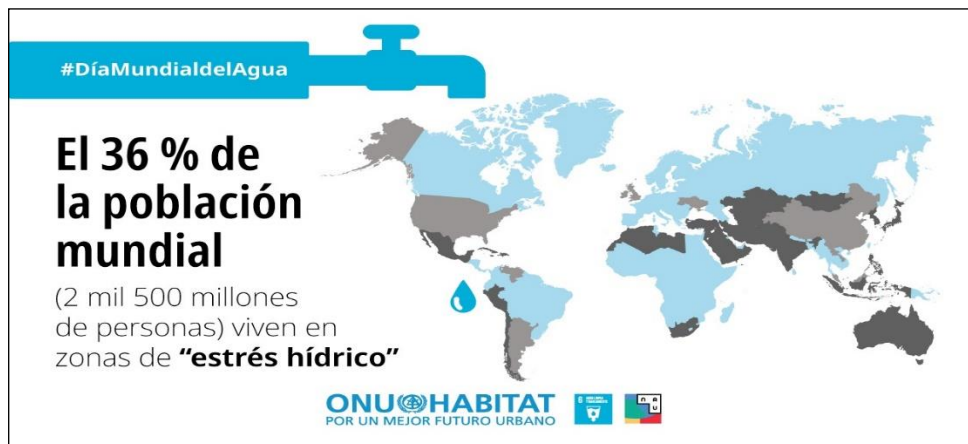 #DíaMundialdelAgua
El 36 % de
la población
mundial
(2 mil 500 millones
de personas) viven en
zonas de “estrés hídrico”
ONU HABITAT
POR UN MEJOR FUTURO URBANO
6
N A U